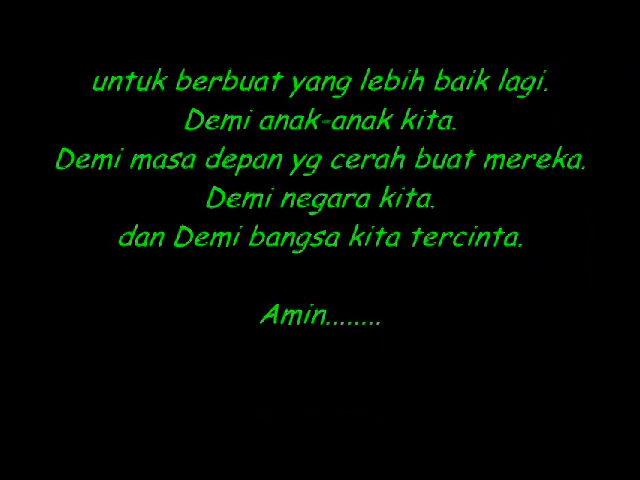 untuk berbuat yang lebih baik lagi.
Demi anak-anak kita.
Demi masa depan yg cerah buat mereka.
Demi negara kita.
dan Demi bangsa kita tercinta.
Amin........